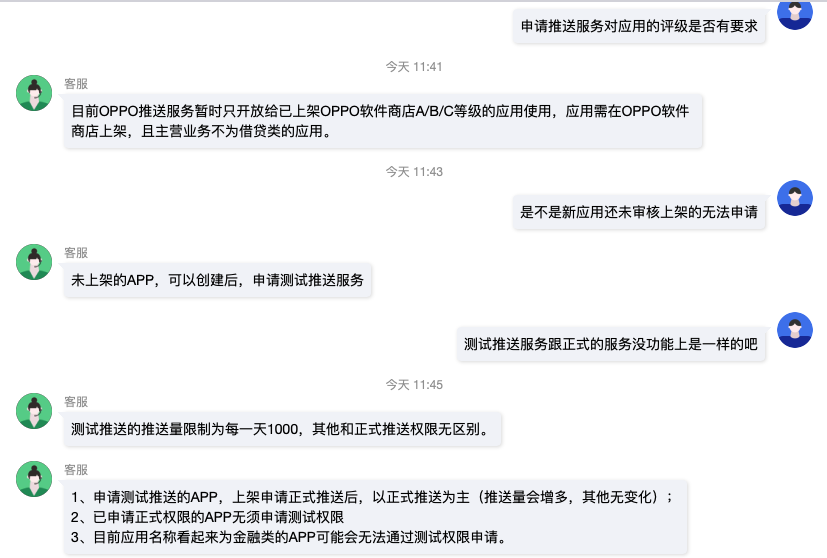 申请推送服务对应用的评级是否有要求
今天 11:41
客服
目前OPPO推送服务暂时只开放给已上架OPPO软件商店A/B/C等级的应用使用，应用需在OPPO软件
商店上架，且主营业务不为借贷类的应用。
今天 11:43
是不是新应用还未审核上架的无法申请
客服
未上架的APP，可以创建后，申请测试推送服务
测试推送服务跟正式的服务没功能上是一样的吧
今天 11:45
客服
测试推送的推送量限制为每一天1000，其他和正式推送权限无区别。
客服
1、申请测试推送的APP，上架申请正式推送后，以正式推送为主（推送量会增多，其他无变化）；
2、已申请正式权限的APP无须申请测试权限
3、目前应用名称看起来为金融类的APP可能会无法通过测试权限申请。